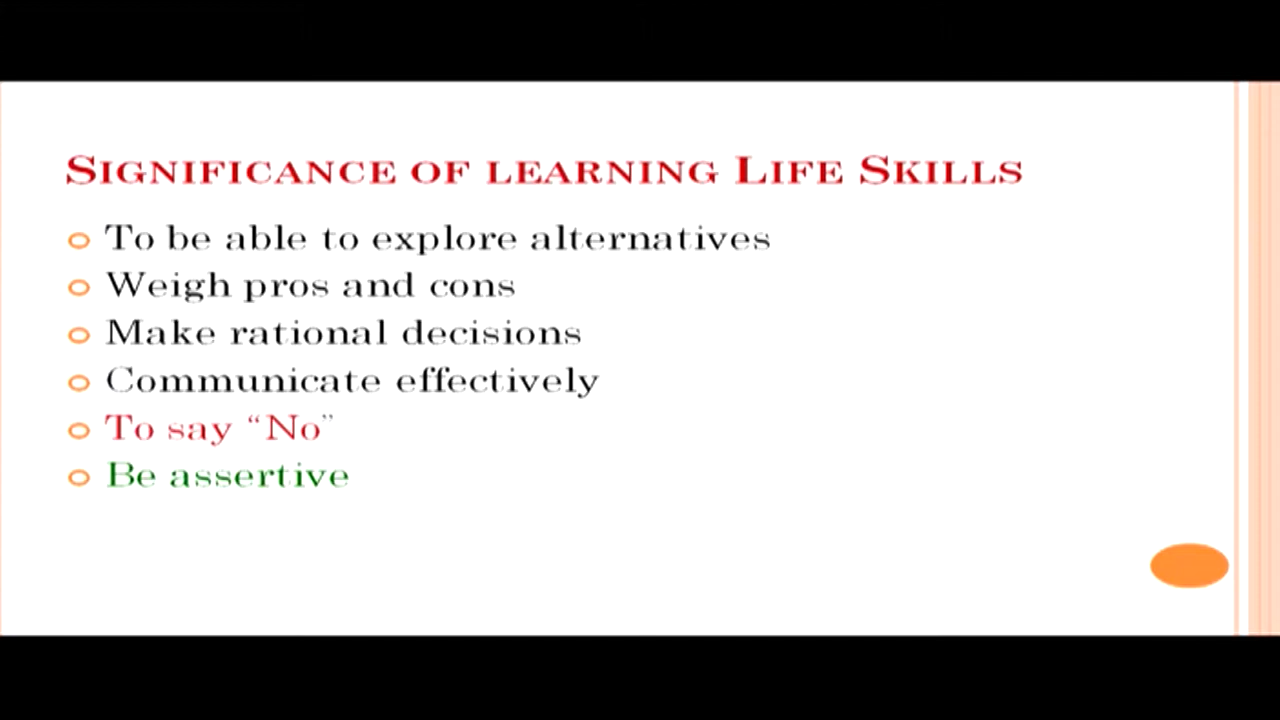 Significance of learning Life Skills
To be able to explore alternatives
Weigh pros and cons
Make rational decisions
Communicate effectively
To say “No”
Be assertive